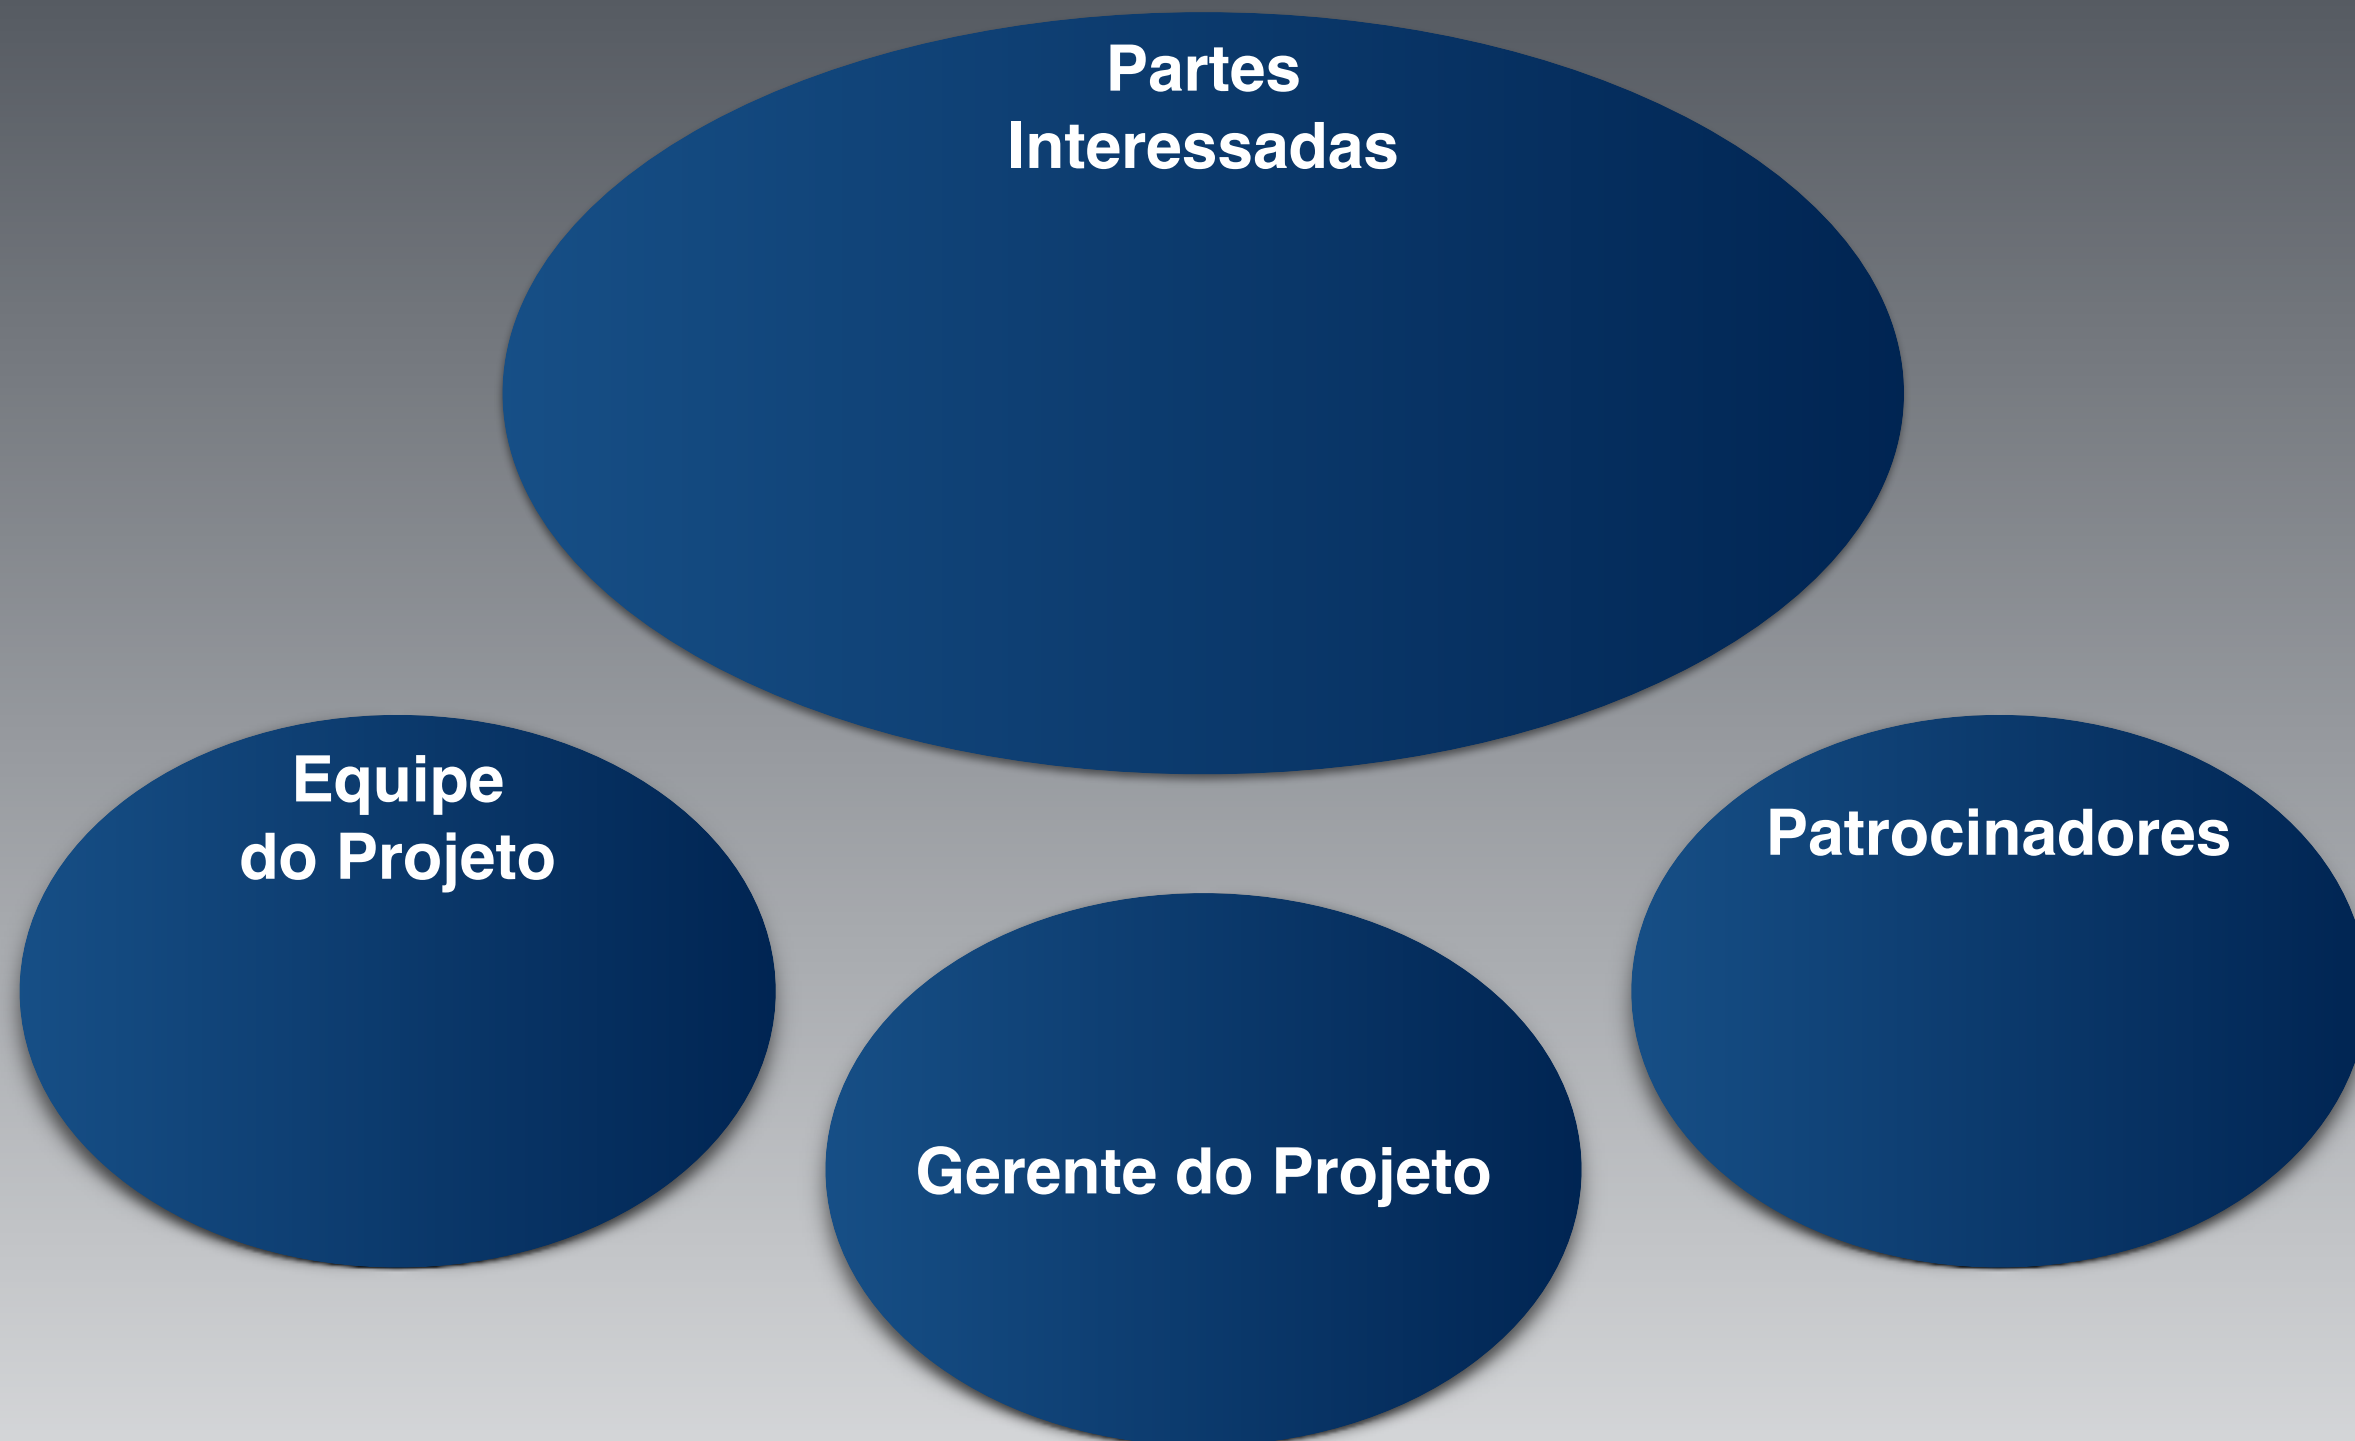 Partes
Interessadas
Equipe
do Projeto
Patrocinadores
Gerente do Projeto